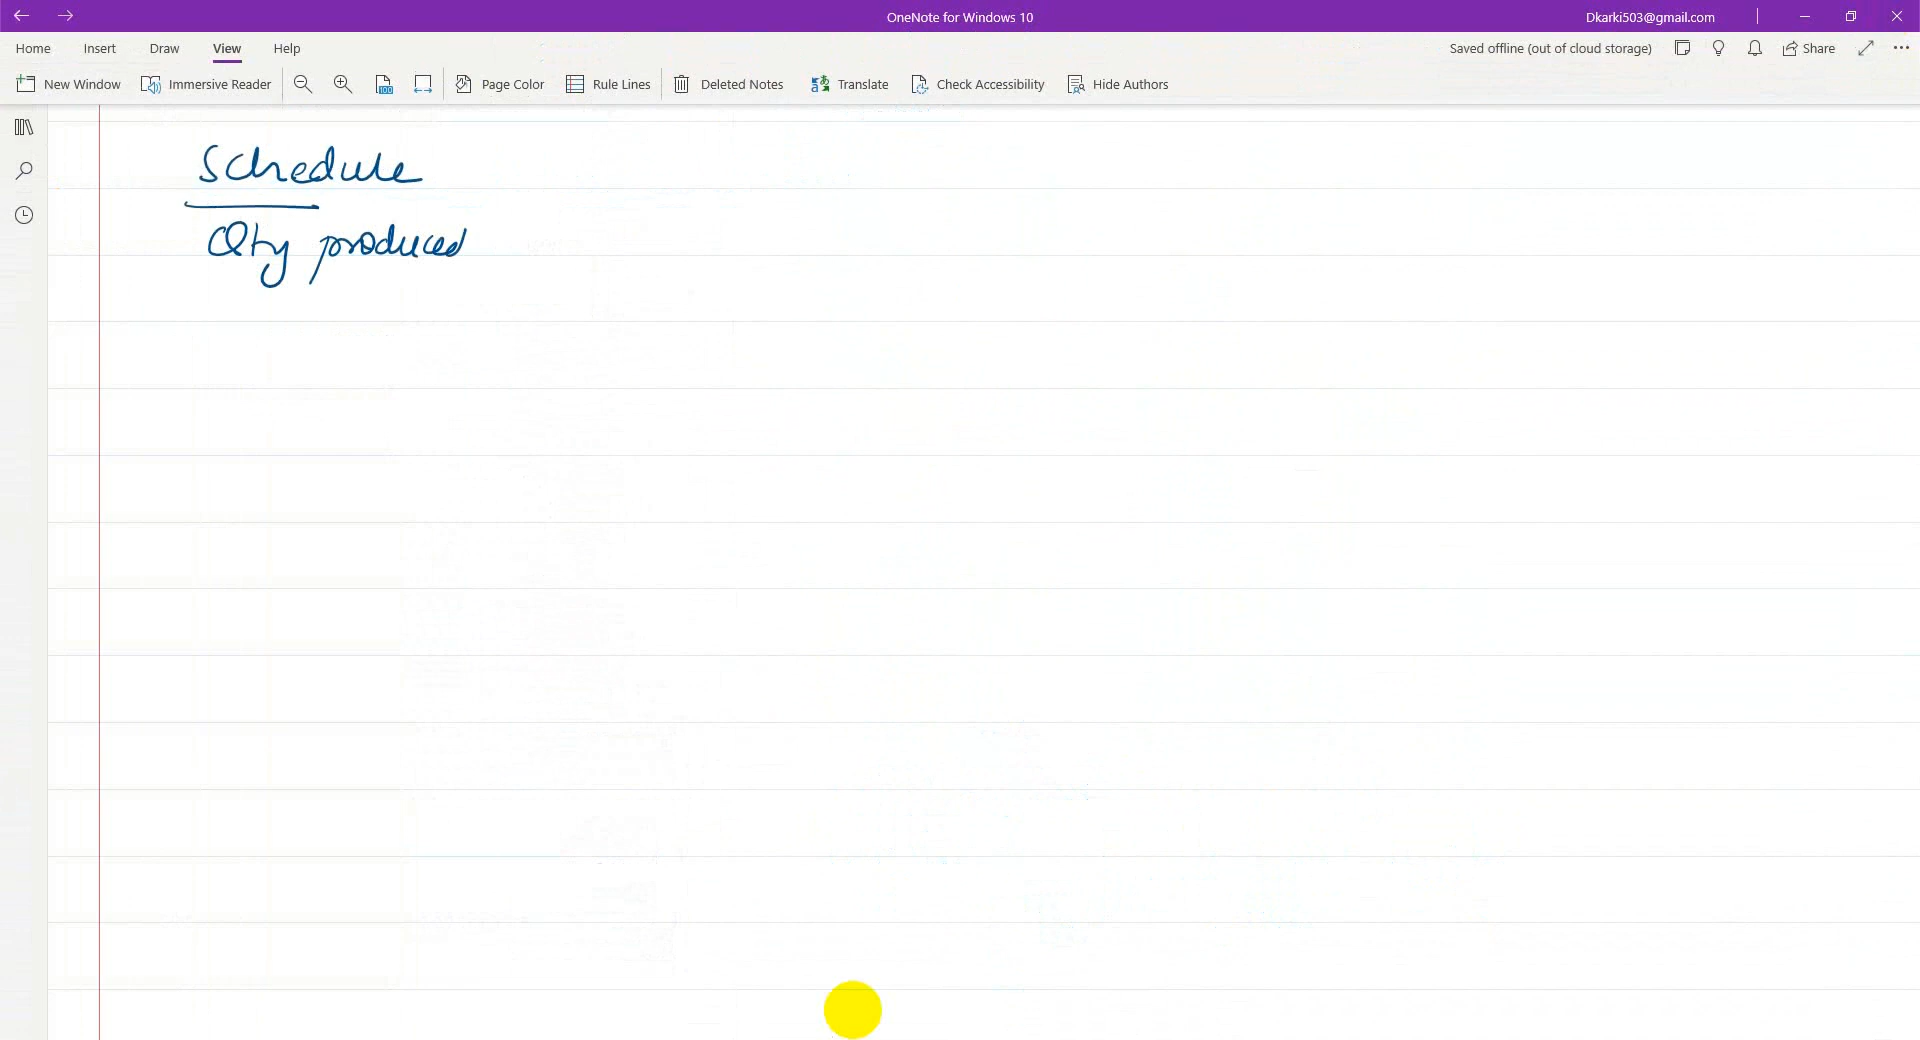 OneNote for Windows 10
Dkarki503@gmail.com
Home Insert Draw View Help
Saved offline (out of cloud storage) Share
New Window Immersive Reader 100 Page Color Rule Lines Deleted Notes Translate Check Accessibility Hide Authors
Schedule
Qty produced